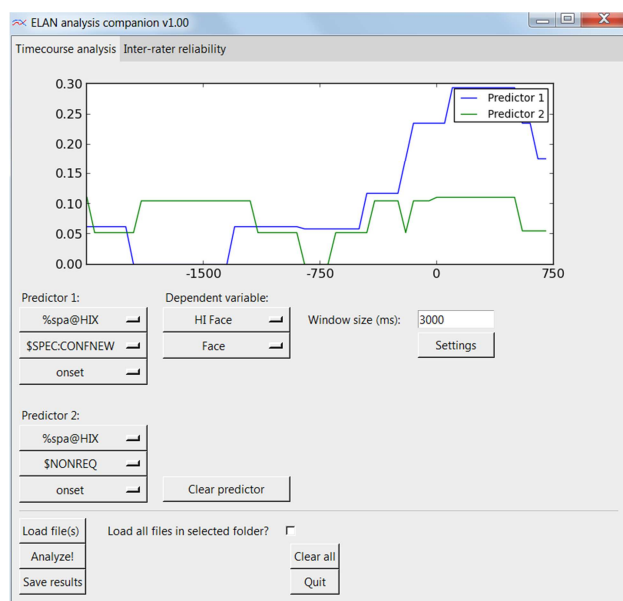 ELAN analysis companion v1.00
Timecourse analysis Inter-rater reliability
0.30
0.25
0.20
0.15
0.10
0.05
0.00
Predictor 1
Predictor 2
-1500 -750 0 750
Predictor 1: Dependent variable:
%spa@HIX HI Face Window size (ms): 3000
$SPEC:CONFNEW Face Settings
onset
Predictor 2:
%spa@HIX
$NONREQ
onset Clear predictor
Load file(s) Load all files in selected folder?
Analyze! Clear all
Save results Quit